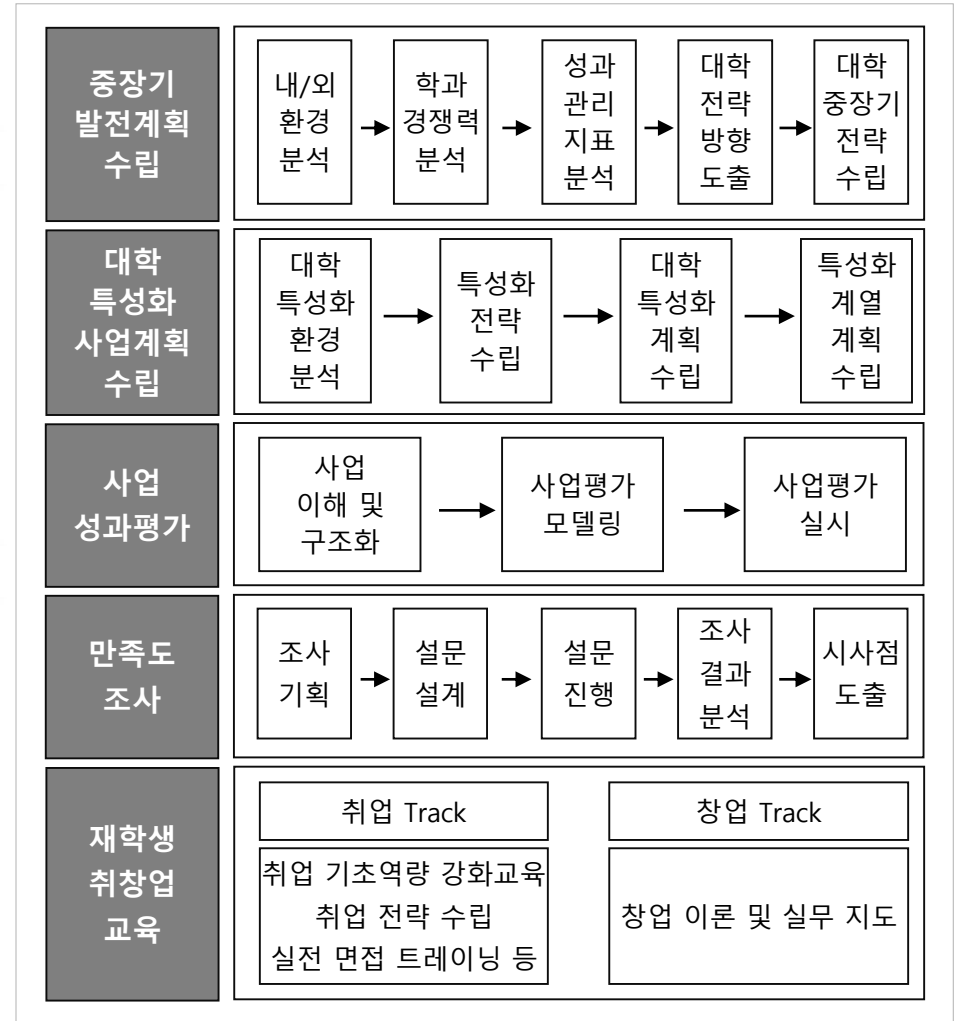 중장기
발전계획
수립
내/외
환경
분석
학과
경쟁력
분석
성과
관리
지표
분석
대학
전략
방향
도출
대학
중장기
전략
수립
대학
특성화
사업계획
수립
대학
특성화
환경
분석
특성화
전략
수립
대학
특성화
계획
수립
특성화
계열
계획
수립
사업
성과평가
사업
이해 및
구조화
사업평가
모델링
사업평가
실시
만족도
조사
조사
기획
설문
설계
설문
진행
조사
결과
분석
시사점
도출
재학생
취창업
교육
취업 Track
취업 기초역량 강화교육
취업 전략 수립
실전 면접 트레이닝 등
창업 Track
창업 이론 및 실무 지도